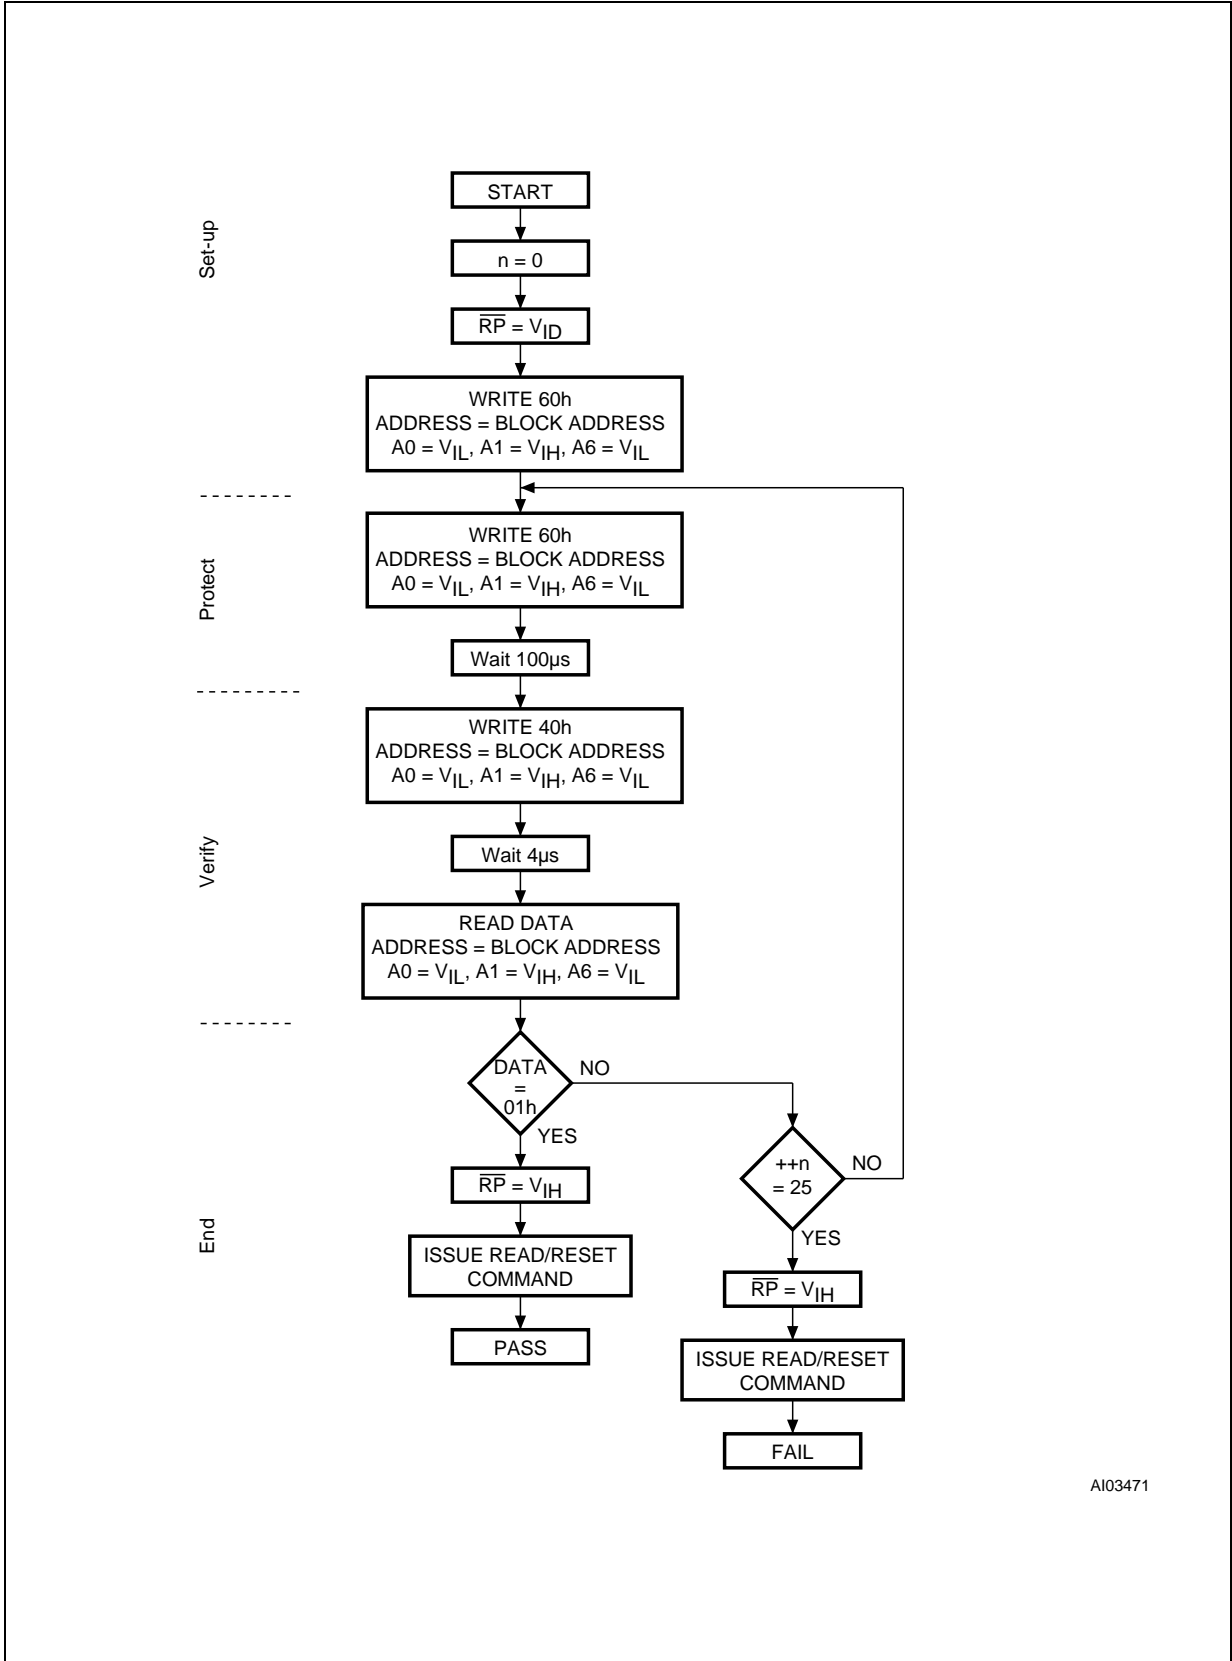 START
Set-up
n = 0
RP = VID
WRITE 60h
ADDRESS = BLOCK ADDRESS
A0 = VIL, A1 = VIH, A6 = VIL
Protect
WRITE 60h
ADDRESS = BLOCK ADDRESS
A0 = VIL, A1 = VIH, A6 = VIL
Wait 100µs
Verify
WRITE 40h
ADDRESS = BLOCK ADDRESS
A0 = VIL, A1 = VIH, A6 = VIL
Wait 4µs
READ DATA
ADDRESS = BLOCK ADDRESS
A0 = VIL, A1 = VIH, A6 = VIL
End
DATA
=
01h
NO
YES
++n
= 25
NO
YES
RP = VIH
ISSUE READ/RESET
COMMAND
PASS
RP = VIH
ISSUE READ/RESET
COMMAND
FAIL
AI03471